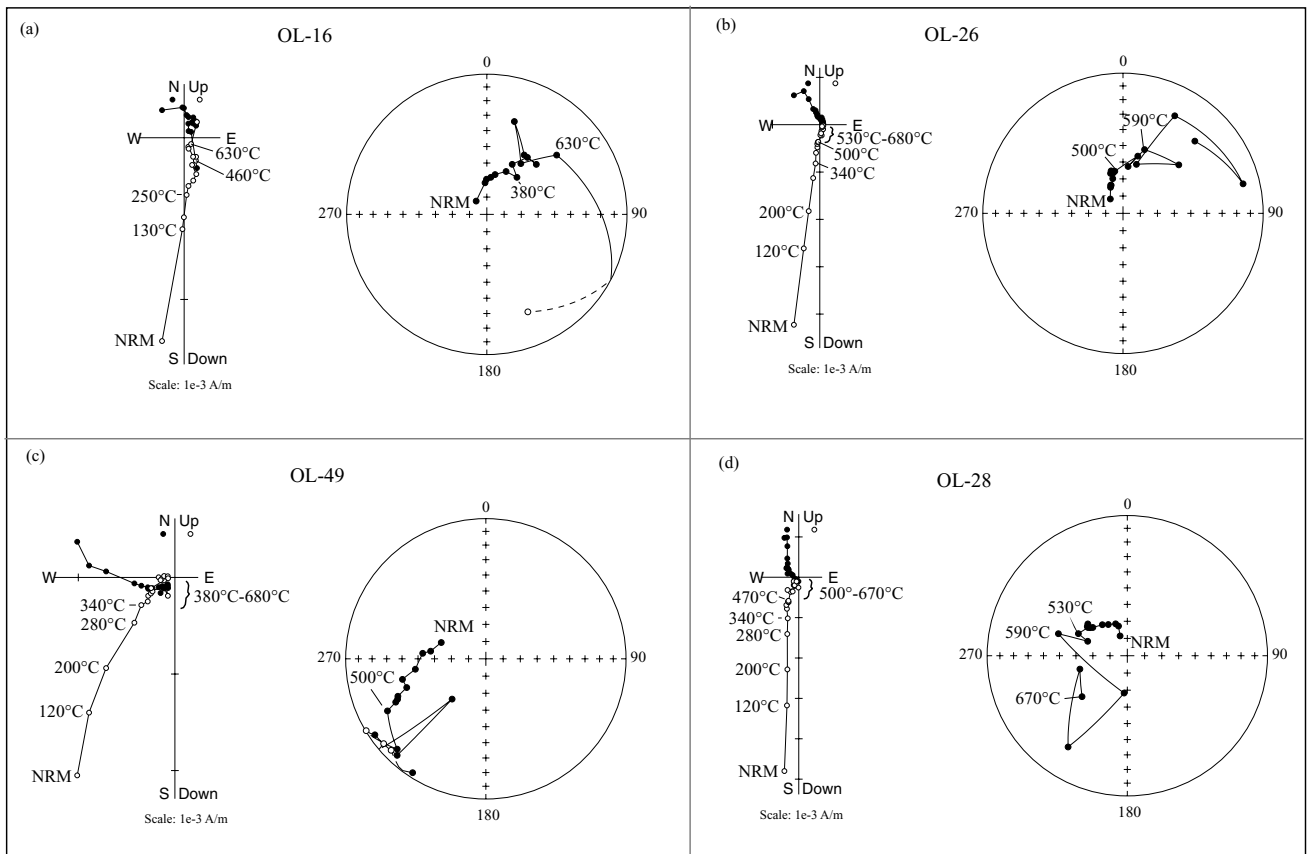 (a)
OL-16
N Up
W E
630°C
460°C
250°C
130°C
NRM
S Down
Scale: 1e-3 A/m
0
630°C
380°C
NRM
270 90
180
(b)
OL-26
N Up
W E
530°C-680°C
500°C
340°C
200°C
120°C
NRM
S Down
Scale: 1e-3 A/m
0
590°C
500°C
NRM
270 90
180
(c)
OL-49
N Up
W E
380°C-680°C
340°C
280°C
200°C
120°C
NRM
S Down
Scale: 1e-3 A/m
0
NRM
270 90
500°C
180
(d)
OL-28
N Up
W E
500°-670°C
470°C
340°C
280°C
200°C
120°C
NRM
S Down
Scale: 1e-3 A/m
0
530°C
590°C
NRM
270 90
670°C
180